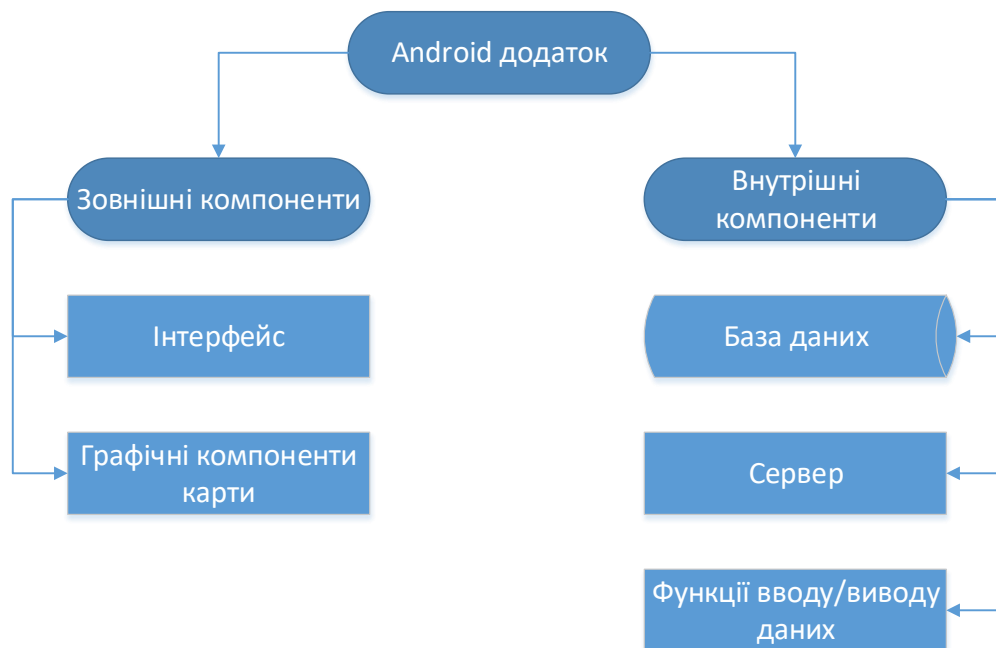 Android додаток
Зовнішні компоненти
Внутрішні
компоненти
Інтерфейс
База даних
Графічні компоненти
карти
Сервер
Функції вводу/виводу
даних